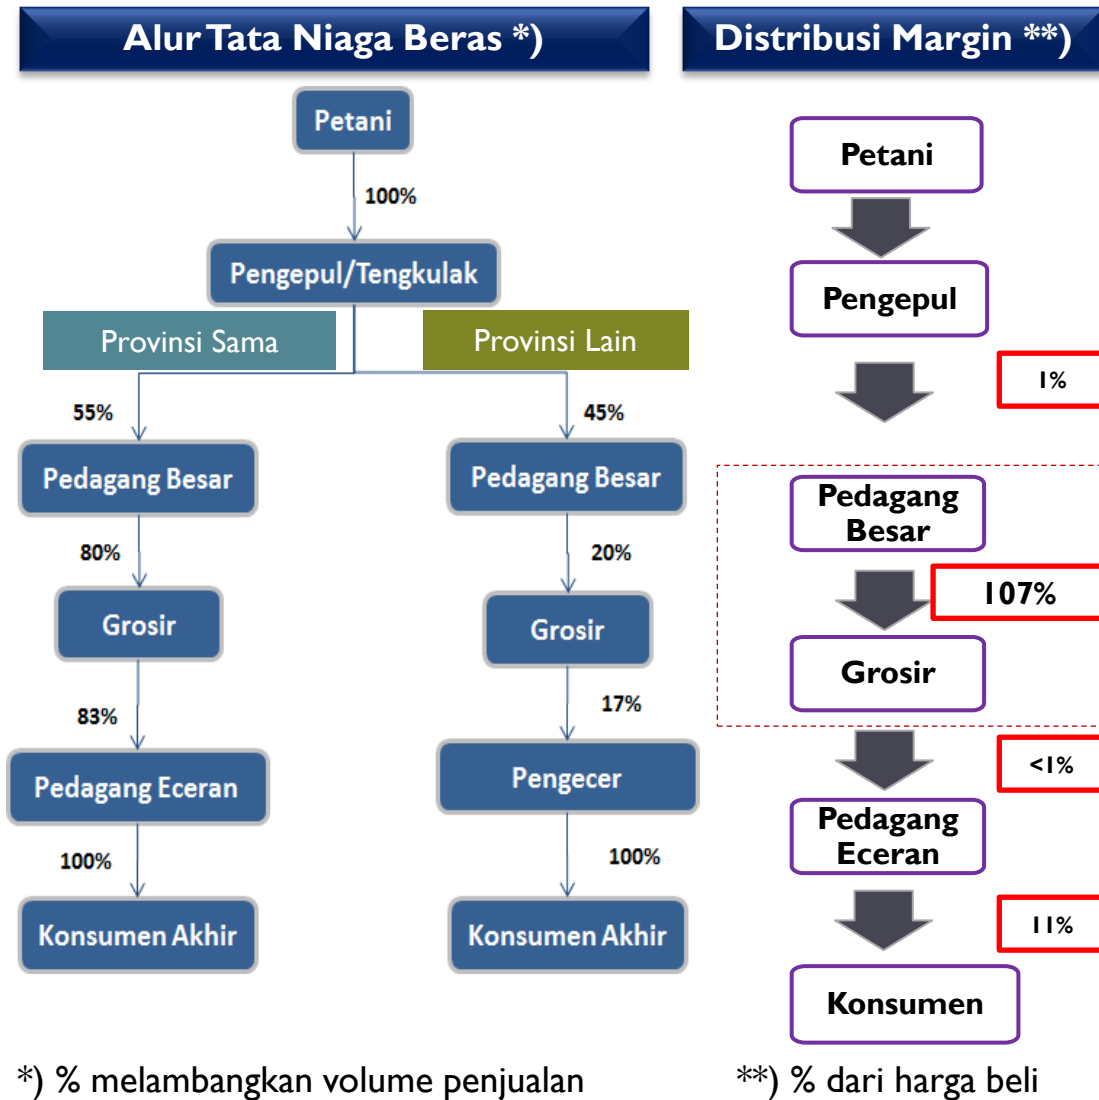 Alur Tata Niaga Beras *)
Petani
100%
Pengepul/Tengkulak
Provinsi Sama
Provinsi Lain
55%
45%
Pedagang Besar
Pedagang Besar
80%
20%
Grosir
Grosir
83%
17%
Pedagang Eceran
Pengecer
100%
100%
Konsumen Akhir
Konsumen Akhir
*) % melambangkan volume penjualan
Distribusi Margin **)
Petani
Pengepul
1%
Pedagang
Besar
107%
Grosir
<1%
Pedagang
Eceran
11%
Konsumen
**) % dari harga beli